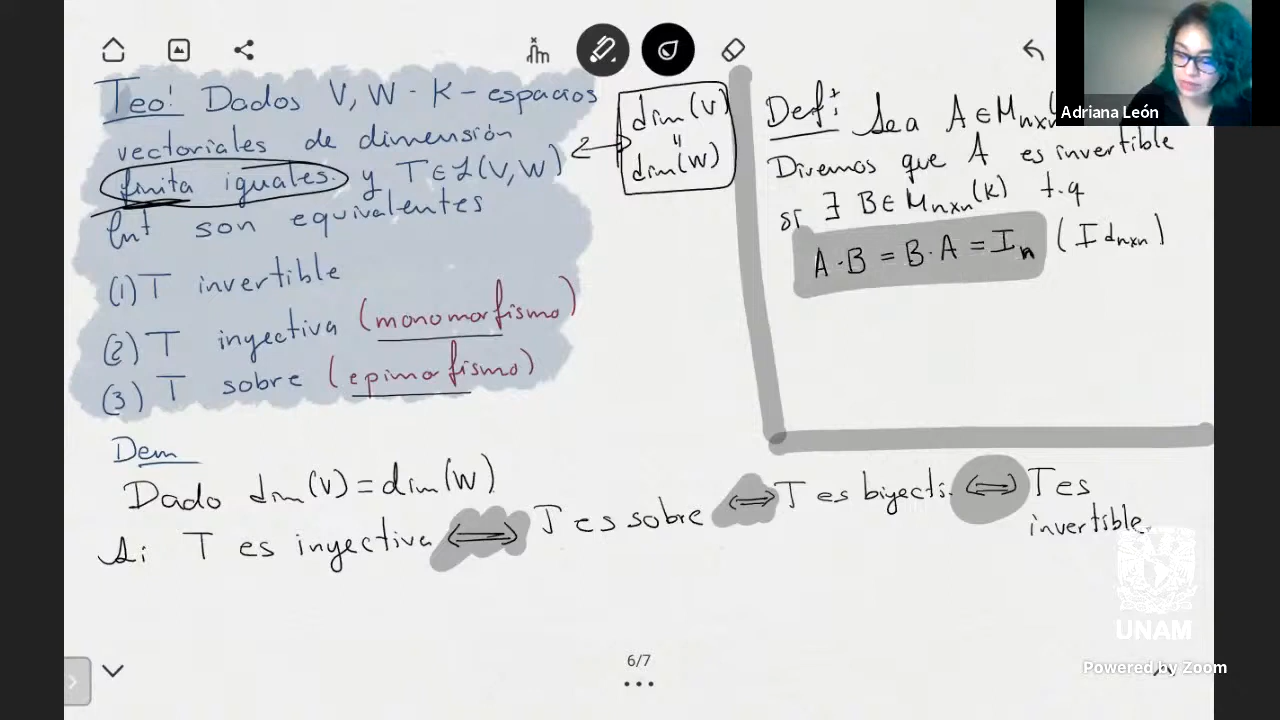 Teo! Dados V, W - K - espacios
vectoriales de dimensión
finita iguales. y T ∈ L(V, W)
son equivalentes
(1) T invertible
(2) T inyectiva (monomorfismo)
(3) T sobre (epimorfismo)
dim(V)
"
dim(W)
Dem
Dado dim(V) = dim(W)
Si T es inyectiva ⟺ T es sobre ⟺ T es biyecti. ⟺ T es
invertible.
Def: Sea A ∈ Mnxn
Diremos que A es invertible
si ∃ B ∈ Mnxn(K) t.q
A · B = B · A = In (Idnxn)
Adriana León
UNAM
Powered by Zoom
6/7